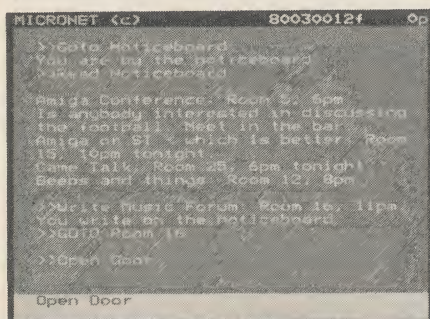 MICRONET (c) 800300012f 0p
>>Goto Noticeboard
You are by the noticeboard
>>Read Noticeboard
Amiga Conference: Room 5, 6pm
Is anybody interested in discussing
the football. Meet in the bar
Amiga or ST - which is better. Room
15, 10pm tonight
Game Talk, Room 25, 6pm tonight
Beeps and things. Room 12, 8pm
>>Write Music Forum: Room 16, 11pm.
You write on the noticeboard
>>GOTO Room 16
>>Open Door
Open Door